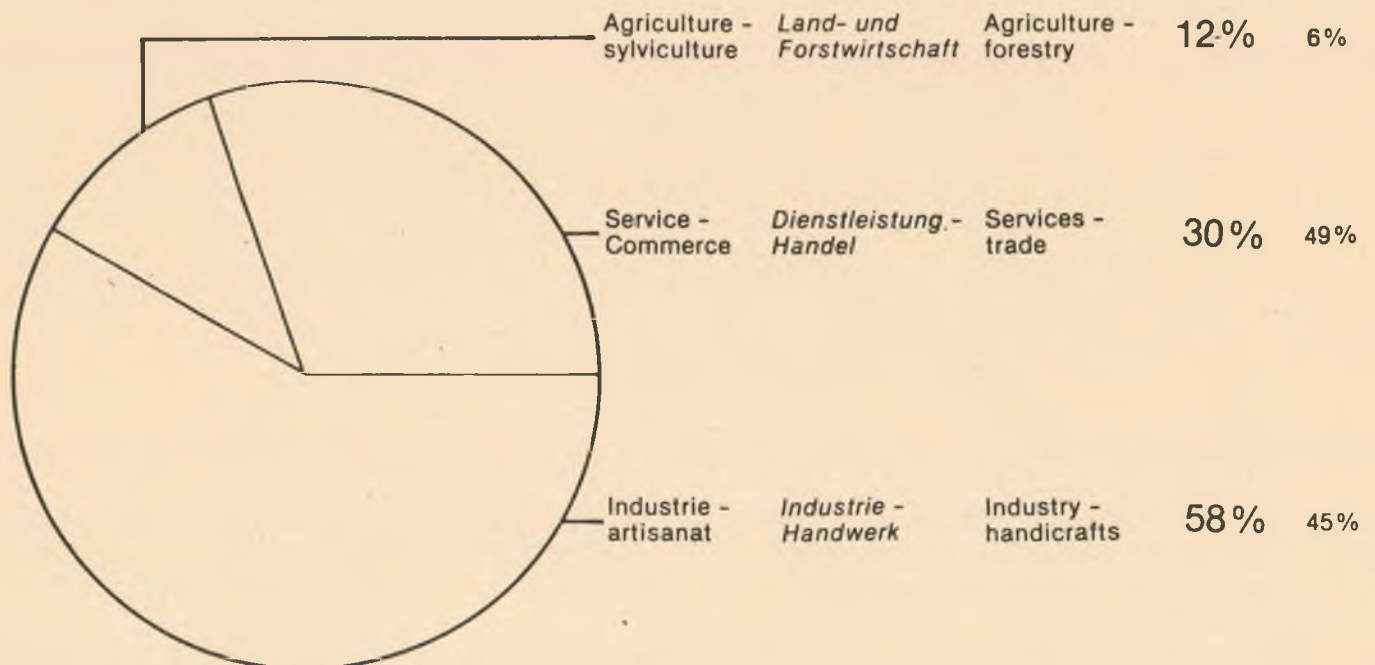 Agriculture - Land- und Agriculture - 12% 6%
sylviculture Forstwirtschaft forestry
Service - Dienstleistung - Services - 30% 49%
Commerce Handel trade
Industrie - Industrie - Industry - 58% 45%
artisanat Handwerk handicrafts